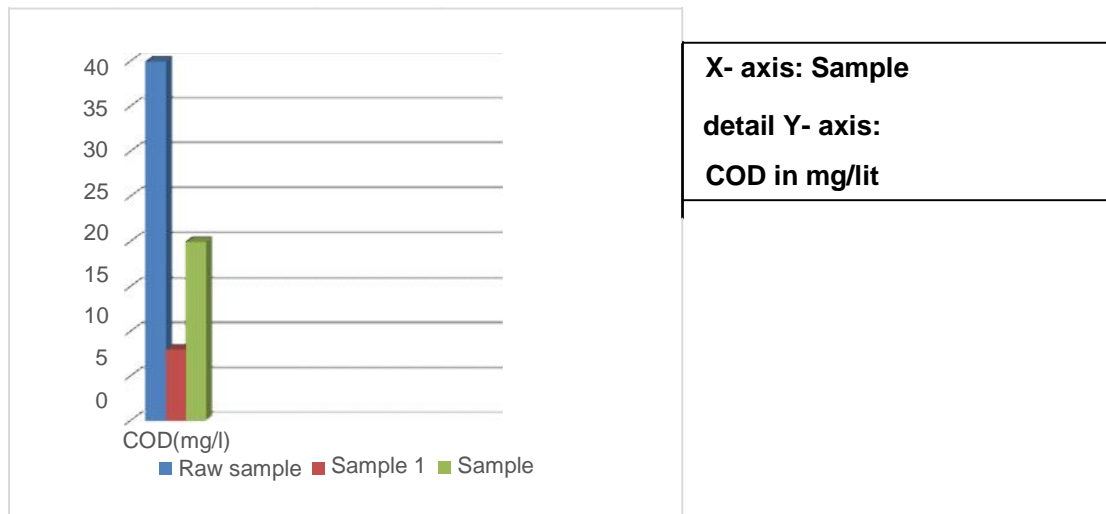 40
35
30
25
20
15
10
5
0
COD(mg/l)
Raw sample Sample 1 Sample
X- axis: Sample
detail Y- axis:
COD in mg/lit